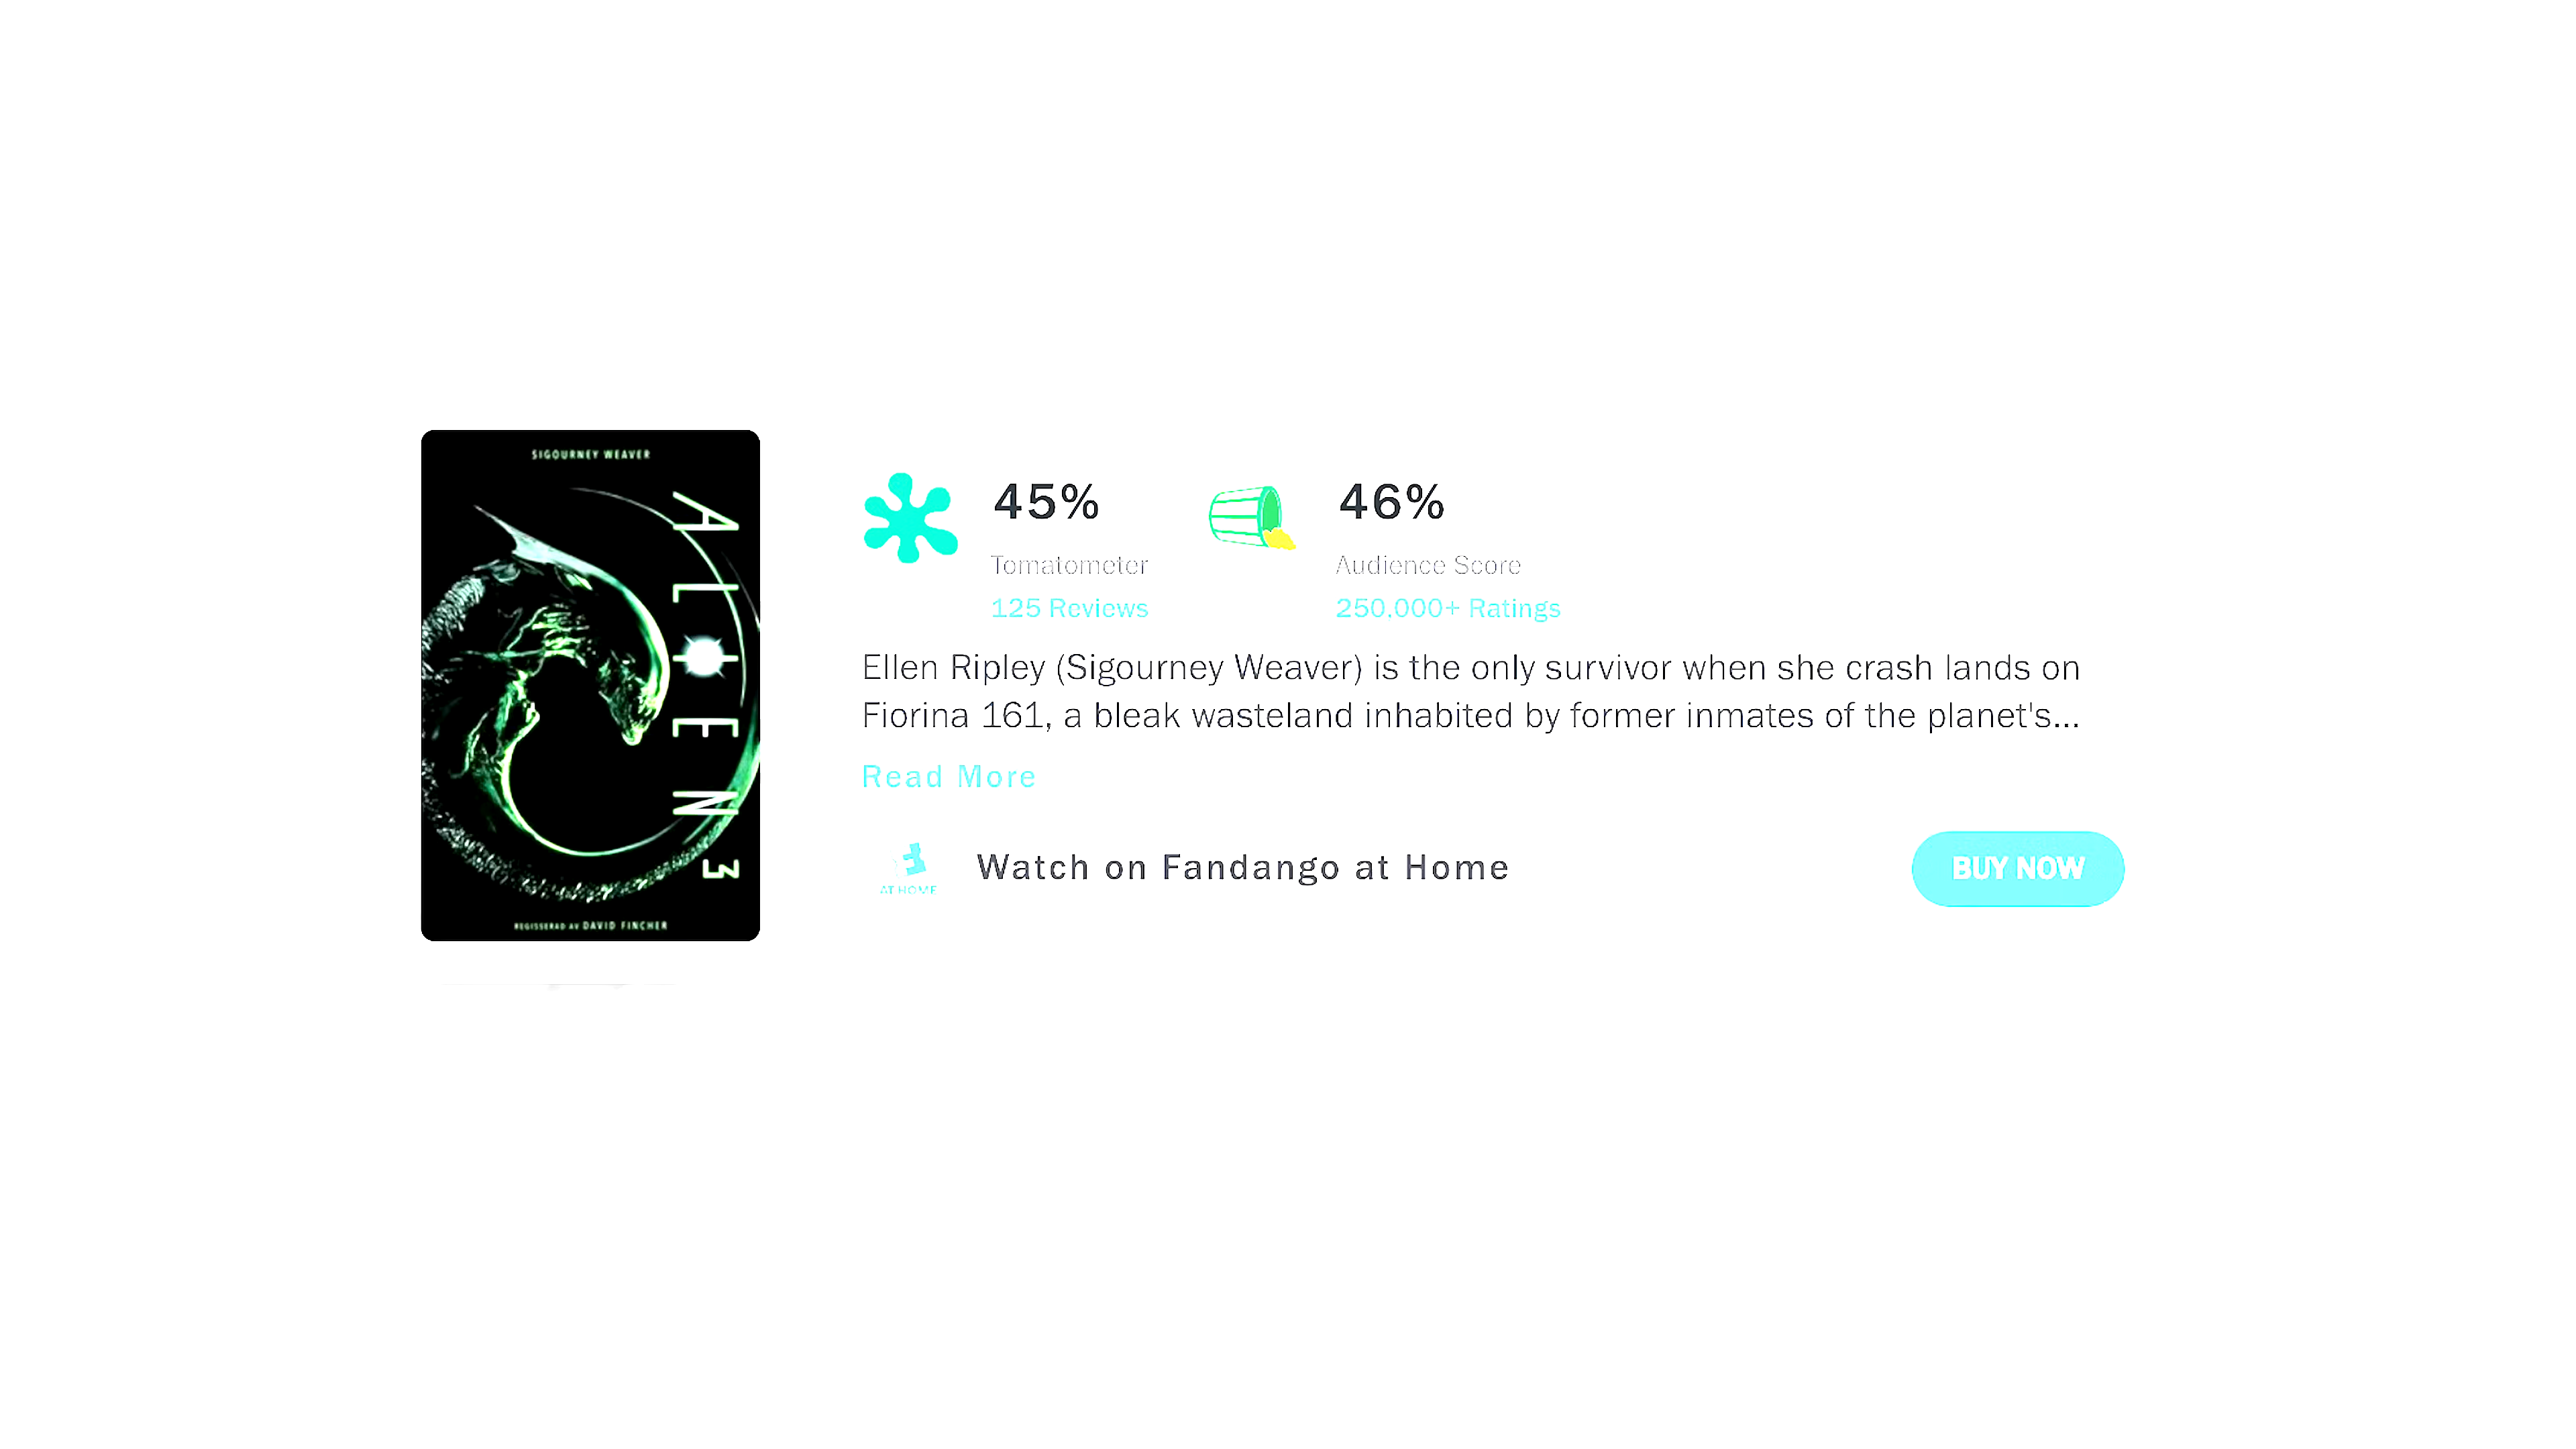 SIGOURNEY WEAVER
ALIEN 3
REGISSERAD AV DAVID FINCHER
45%
Tomatometer
125 Reviews
46%
Audience Score
250,000+ Ratings
Ellen Ripley (Sigourney Weaver) is the only survivor when she crash lands on
Fiorina 161, a bleak wasteland inhabited by former inmates of the planet's...
Read More
AT HOME
Watch on Fandango at Home
BUY NOW